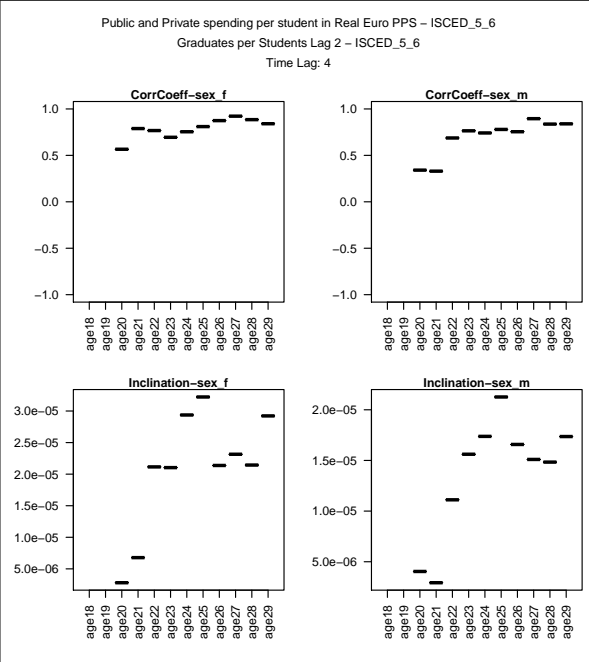 Public and Private spending per student in Real Euro PPS − ISCED_5_6
Graduates per Students Lag 2 − ISCED_5_6
Time Lag: 4
CorrCoeff−sex_f
1.0
0.5
0.0
−0.5
−1.0
age18
age19
age20
age21
age22
age23
age24
age25
age26
age27
age28
age29
CorrCoeff−sex_m
1.0
0.5
0.0
−0.5
−1.0
age18
age19
age20
age21
age22
age23
age24
age25
age26
age27
age28
age29
Inclination−sex_f
3.0e−05
2.5e−05
2.0e−05
1.5e−05
1.0e−05
5.0e−06
age18
age19
age20
age21
age22
age23
age24
age25
age26
age27
age28
age29
Inclination−sex_m
2.0e−05
1.5e−05
1.0e−05
5.0e−06
age18
age19
age20
age21
age22
age23
age24
age25
age26
age27
age28
age29